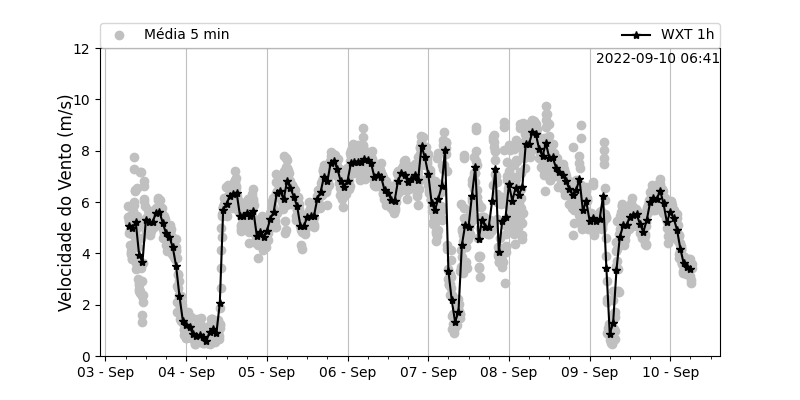 Média 5 min
WXT 1h
2022-09-10 06:41
Velocidade do Vento (m/s)
12
10
8
6
4
2
0
03 - Sep
04 - Sep
05 - Sep
06 - Sep
07 - Sep
08 - Sep
09 - Sep
10 - Sep